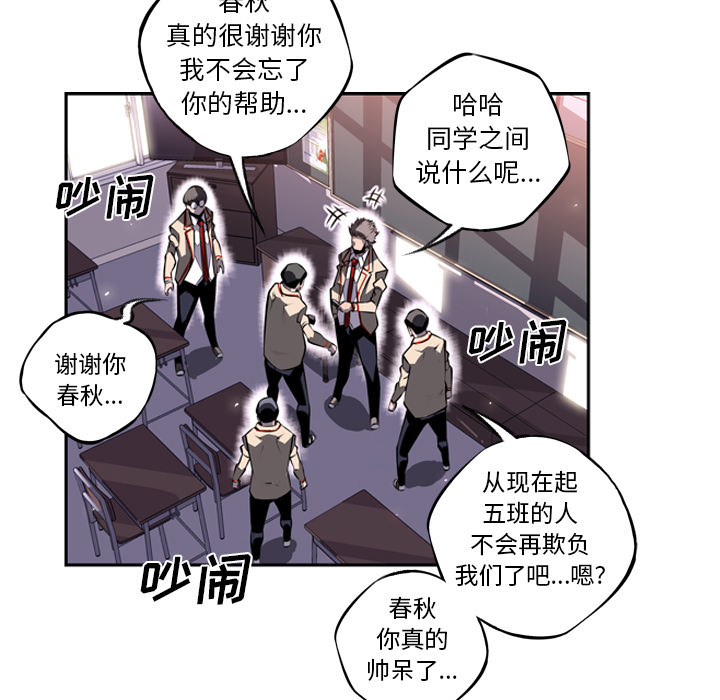 春秋
真的很谢谢你
我不会忘了
你的帮助...
哈哈
同学之间
说什么呢...
吵闹
谢谢你
春秋...
吵闹
从现在起
五班的人
不会再欺负
我们了吧...嗯?
吵闹
春秋
你真的
帅呆了...